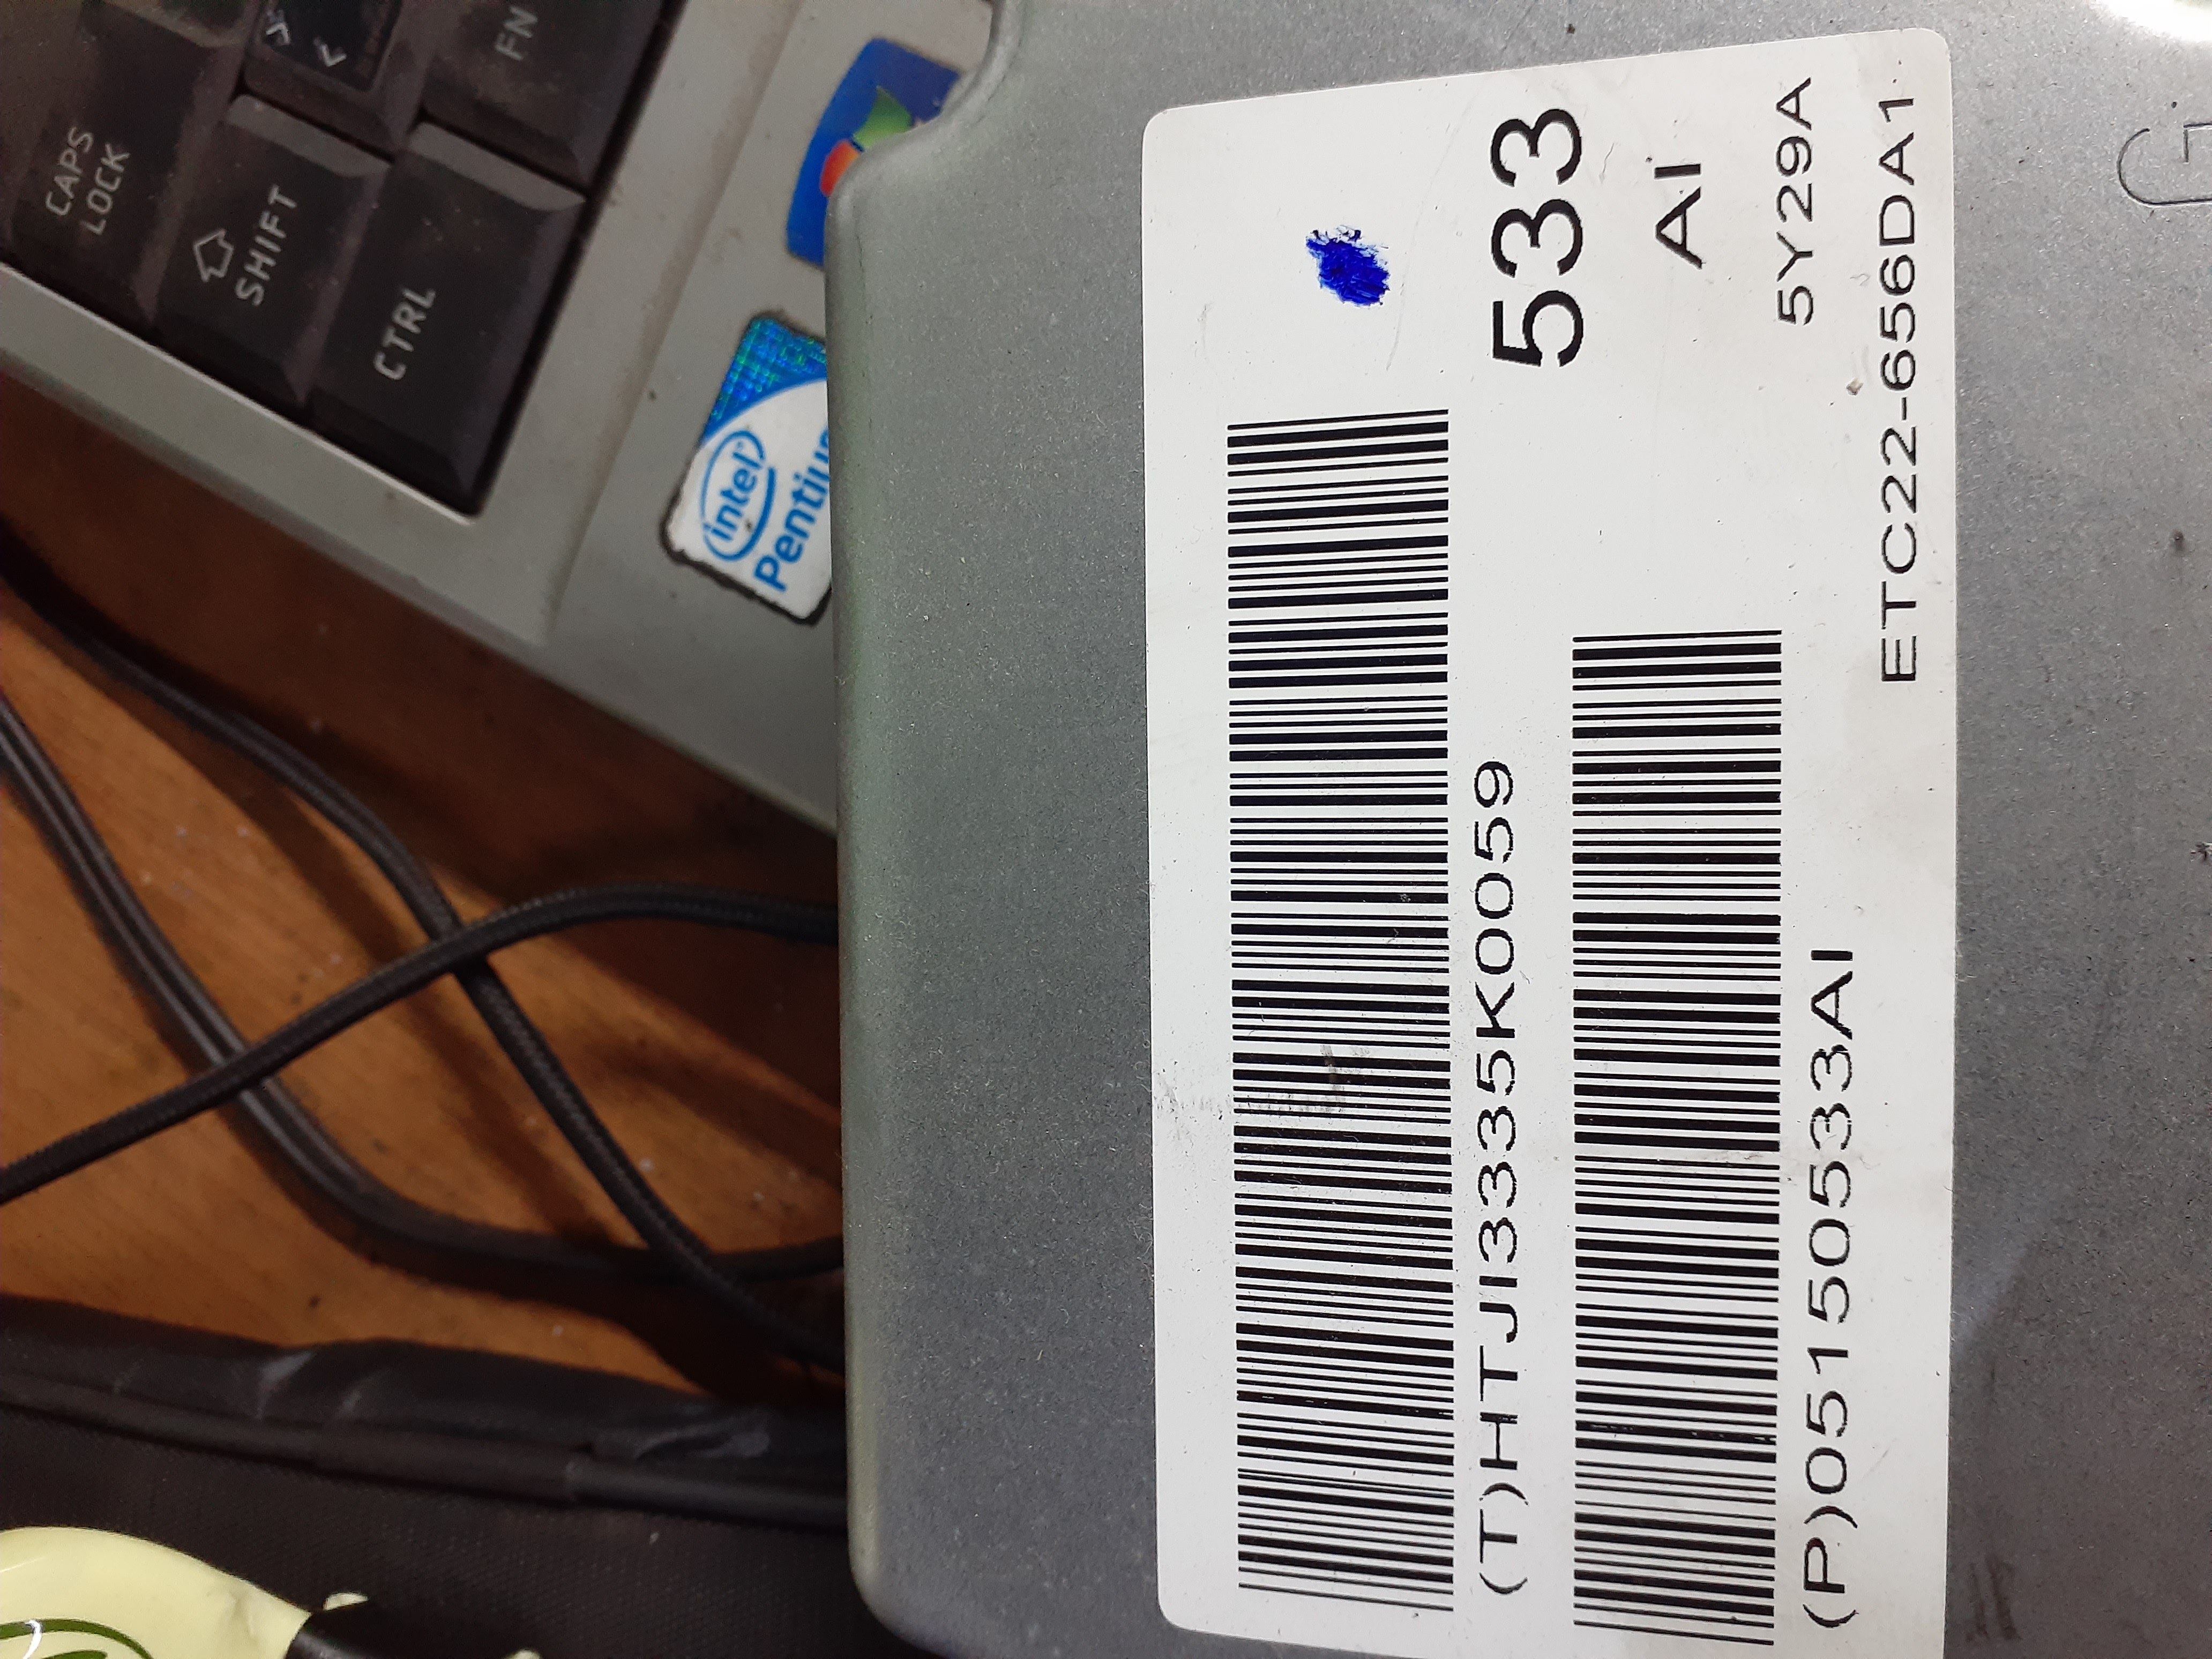 CAPS
LOCK
SHIFT
CTRL
FN
>
<
intel
533
AI
(T)HTJI3335K0059
5Y29A
(P)05150533AI
ETC22-656DA1
G